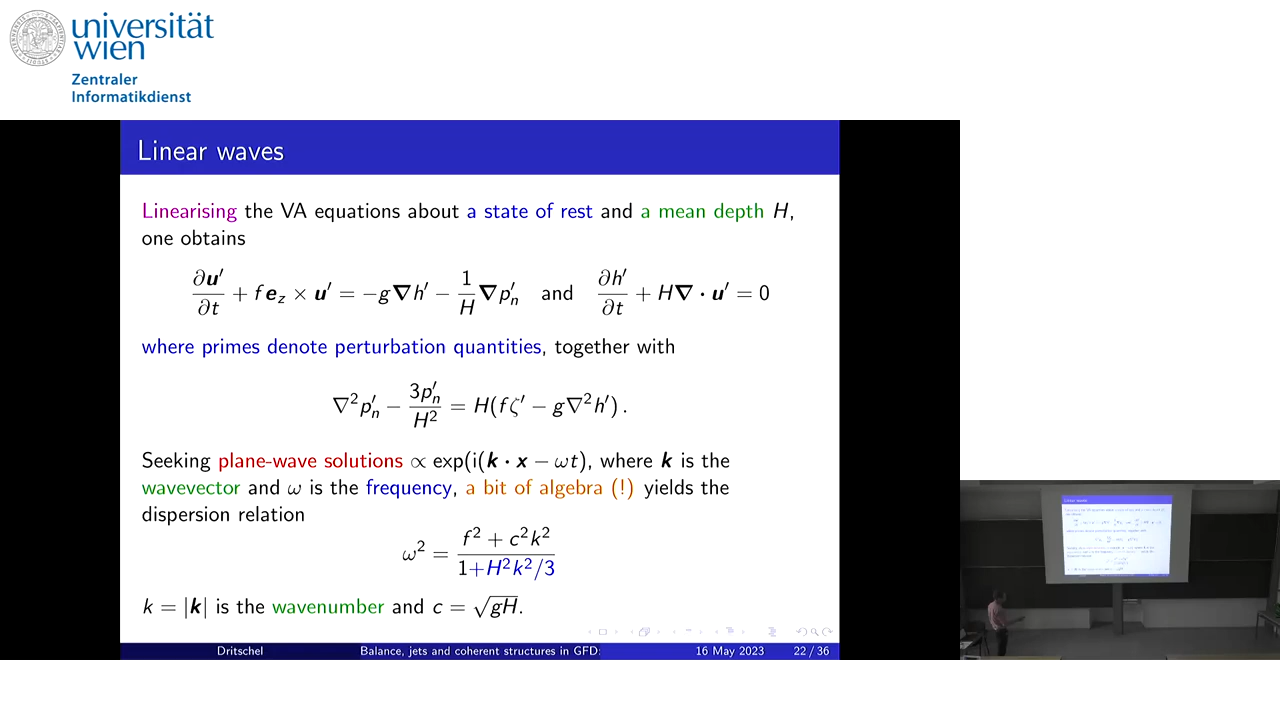 universität
wien
Zentraler
Informatikdienst
Linear waves
Linearising the VA equations about a state of rest and a mean depth H,
one obtains
∂u′/∂t + f e_z × u′ = −g∇h′ − (1/H)∇p′_n and ∂h′/∂t + H∇ · u′ = 0
where primes denote perturbation quantities, together with
∇²p′_n − 3p′_n/H² = H(fζ′ − g∇²h′) .
Seeking plane-wave solutions ∝ exp(i(k · x − ωt), where k is the
wavevector and ω is the frequency, a bit of algebra (!) yields the
dispersion relation
ω² = (f² + c²k²)/(1+H²k²/3)
k = |k| is the wavenumber and c = √gH.
Dritschel Balance, jets and coherent structures in GFD: 16 May 2023 22 / 36
Linear waves